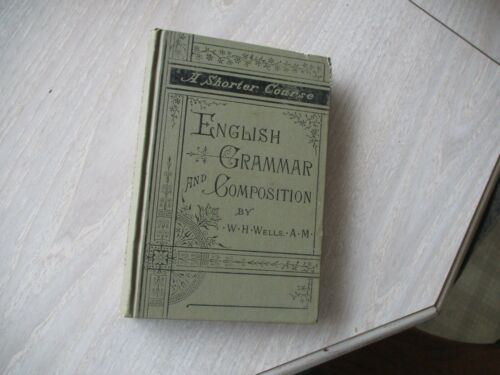 A Shorter Course
ENGLISH
GRAMMAR
AND COMPOSITION
BY
·W·H·WELLS·A·M·